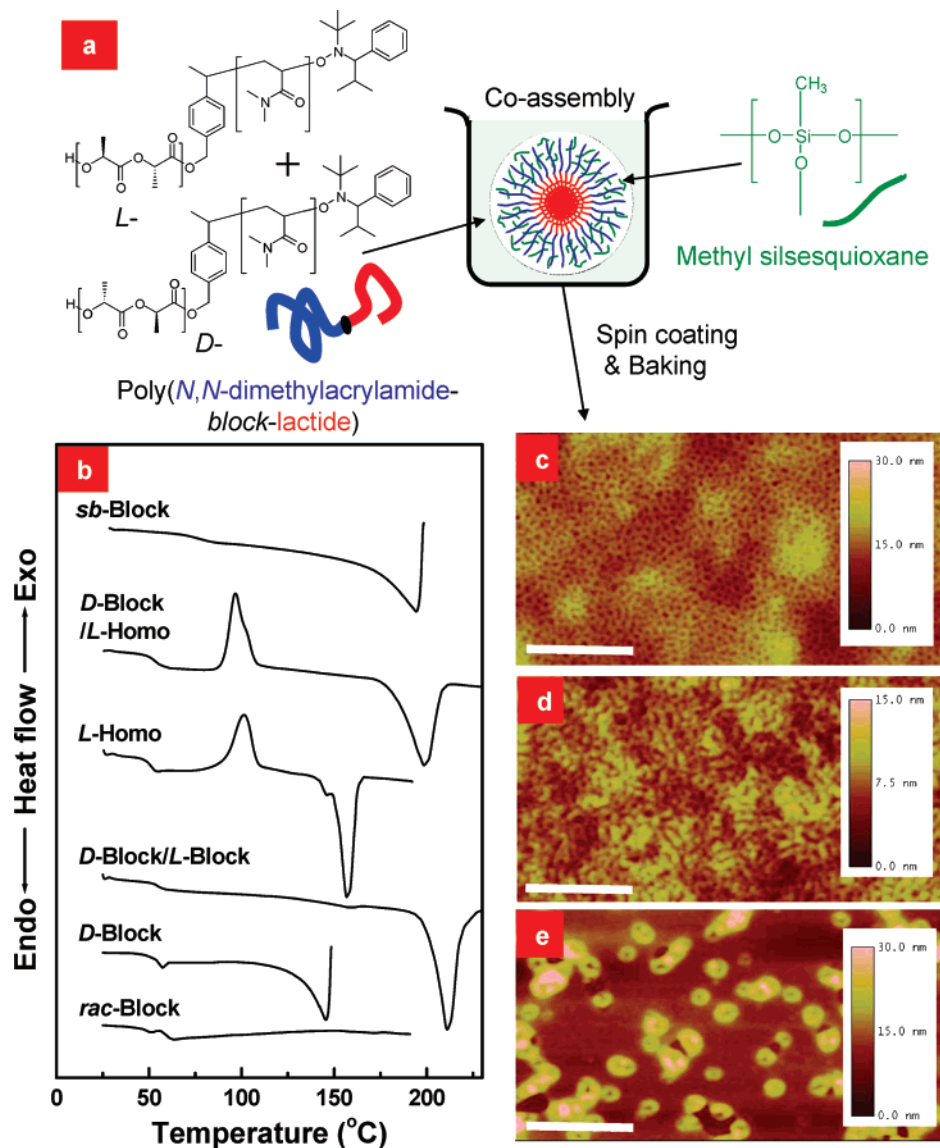 a
H O O O O O N N O
L-
+
H O O O O O N N O
D-
Poly(N,N-dimethylacrylamide-
block-lactide)
Co-assembly
CH3
O Si O
O
Methyl silsesquioxane
Spin coating
& Baking
b
Endo Heat flow Exo
sb-Block
D-Block
/L-Homo
L-Homo
D-Block/L-Block
D-Block
rac-Block
0 50 100 150 200
Temperature (°C)
c
30.0 nm
15.0 nm
0.0 nm
d
15.0 nm
7.5 nm
0.0 nm
e
30.0 nm
15.0 nm
0.0 nm